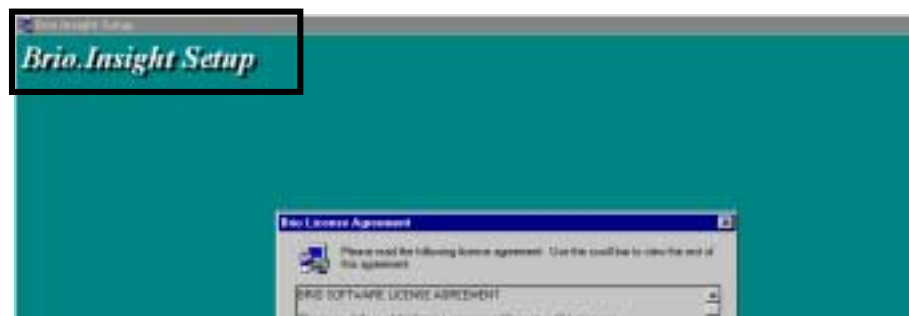 Brio.Insight Setup
Brio.Insight Setup
Brio License Agreement
Please read the following license agreement. Use the scroll bar to view the rest of
this agreement.
BRIO SOFTWARE LICENSE AGREEMENT